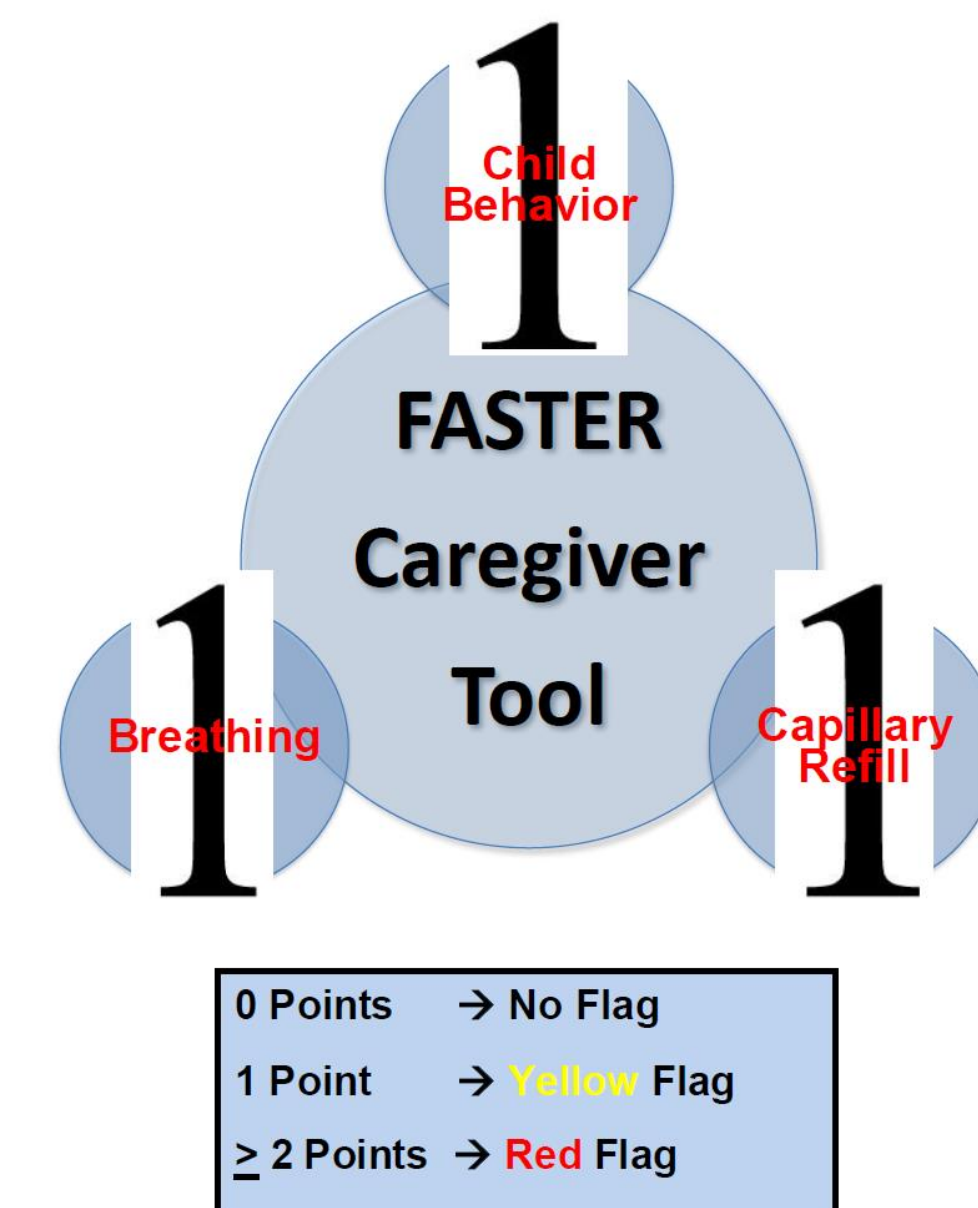 1
Child
Behavior
FASTER
Caregiver
Tool
1
Breathing
1
Capillary
Refill
0 Points → No Flag
1 Point → Yellow Flag
≥ 2 Points → Red Flag